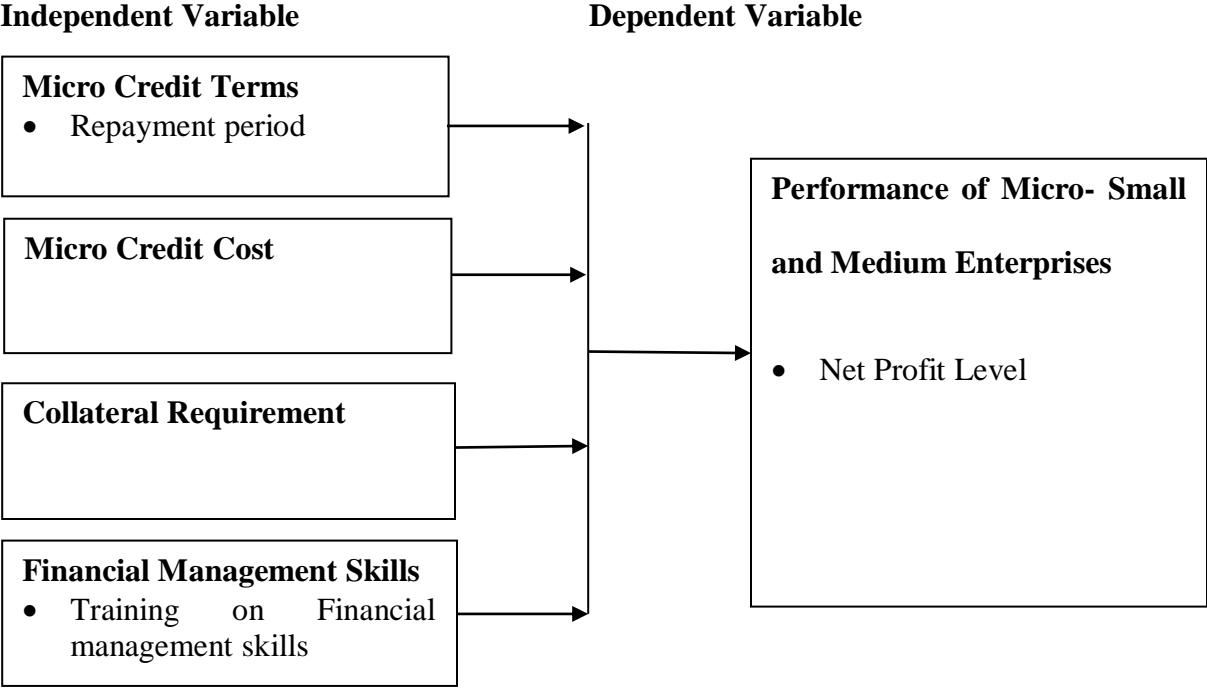 Independent Variable
Dependent Variable
Micro Credit Terms
• Repayment period
Micro Credit Cost
Collateral Requirement
Financial Management Skills
• Training on Financial
management skills
Performance of Micro- Small
and Medium Enterprises
• Net Profit Level